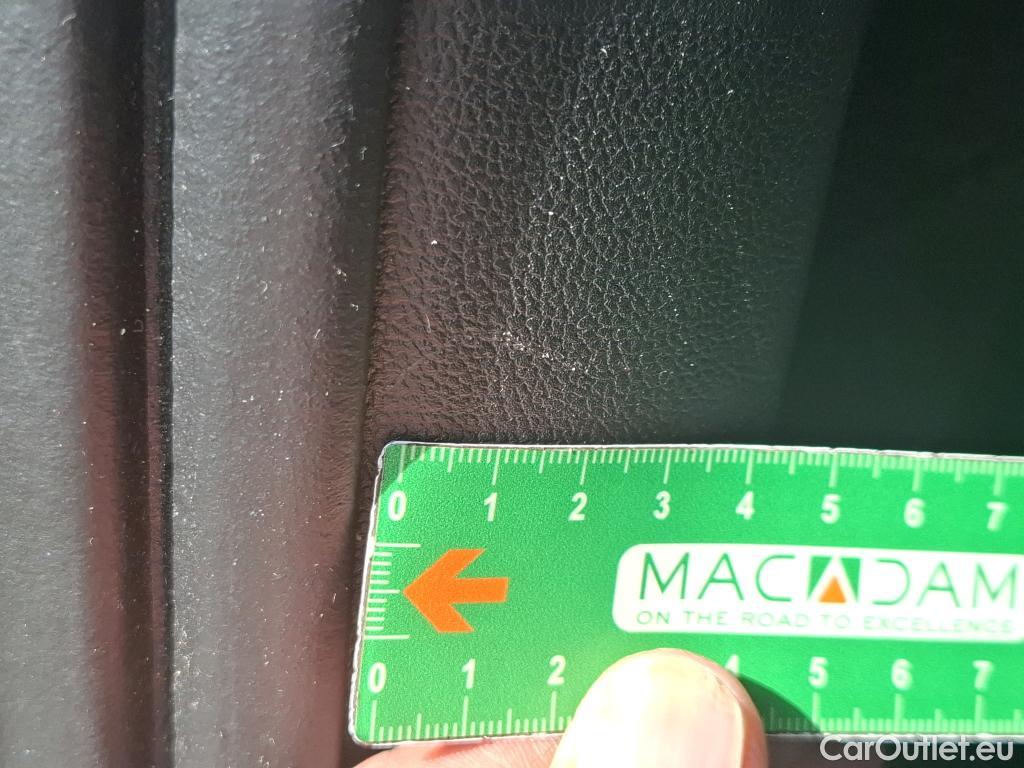 0 1 2 3 4 5 6 7
MACADAM
ON THE ROAD TO EXCELLENCE
0 1 2 4 5 6 7
CarOutlet.eu